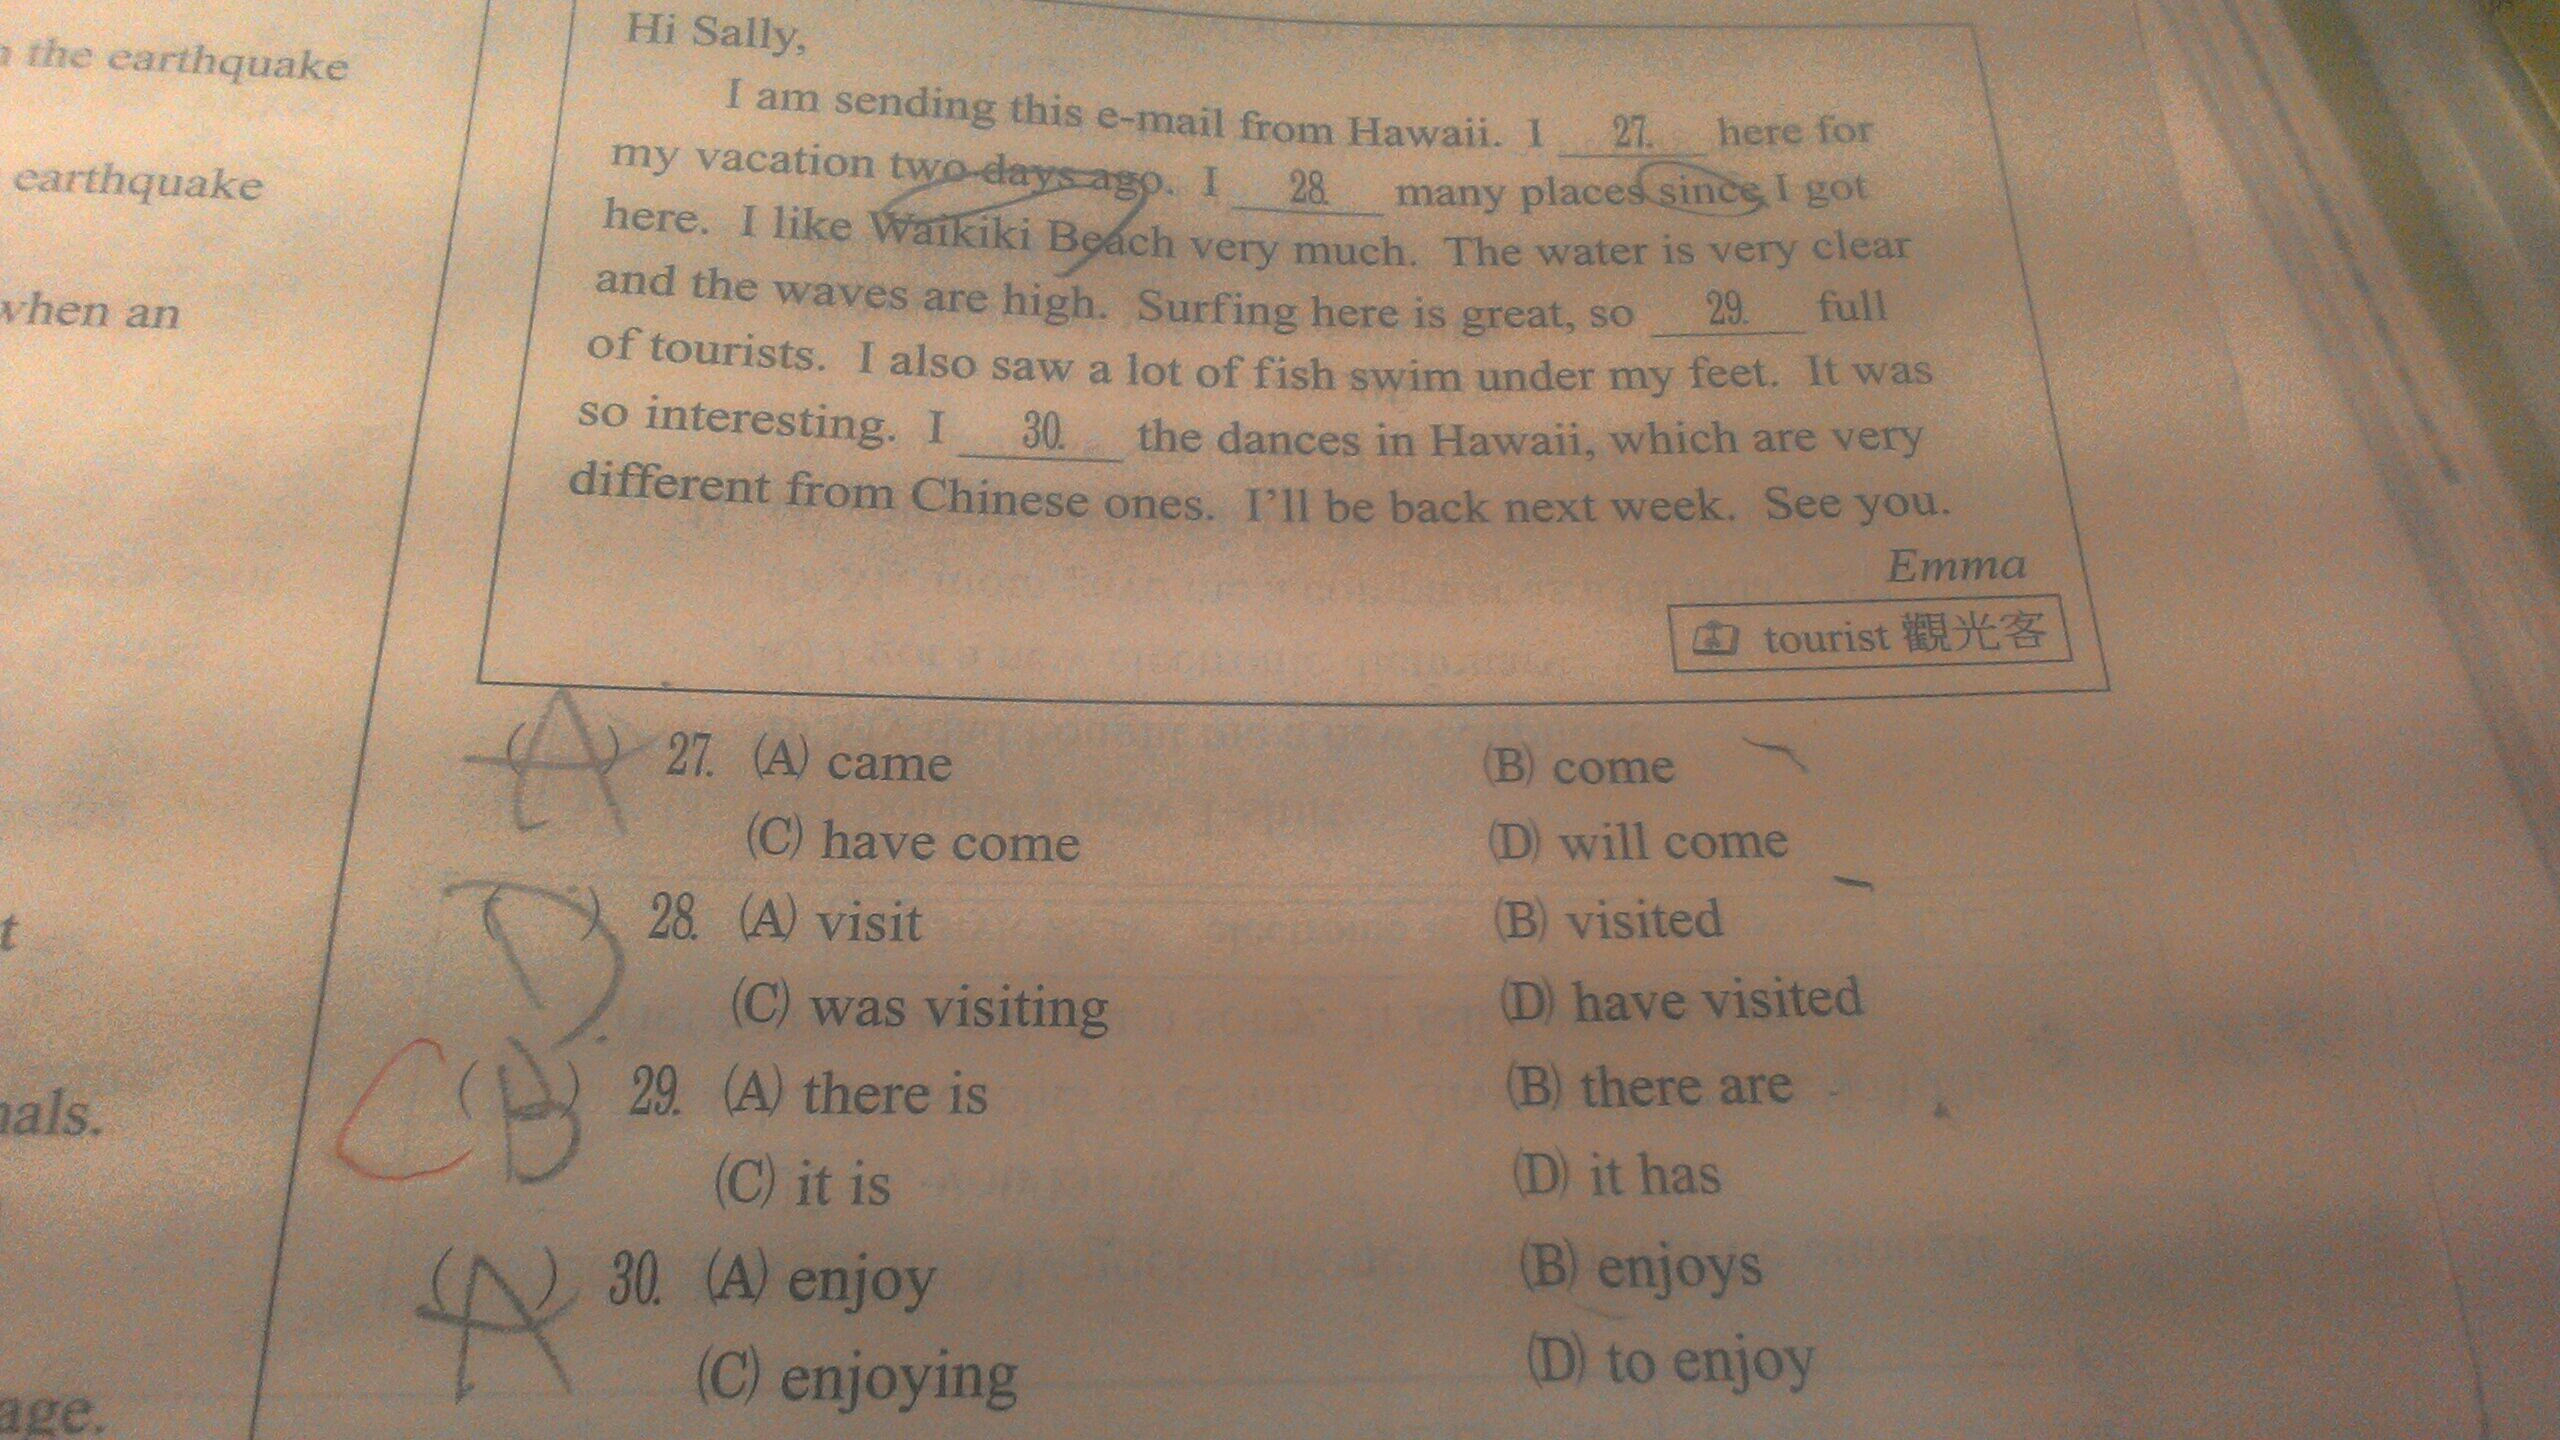 the earthquake
earthquake
when an
age.
Hi Sally,
I am sending this e-mail from Hawaii. I 27. here for
my vacation two days ago. I 28. many places since I got
here. I like Waikiki Beach very much. The water is very clear
and the waves are high. Surfing here is great, so 29. full
of tourists. I also saw a lot of fish swim under my feet. It was
so interesting. I 30. the dances in Hawaii, which are very
different from Chinese ones. I'll be back next week. See you.
Emma
tourist 觀光客
(A) 27. (A) came (B) come
(C) have come (D) will come
(D) 28. (A) visit (B) visited
(C) was visiting (D) have visited
C (B) 29. (A) there is (B) there are
(C) it is (D) it has
(A) 30. (A) enjoy (B) enjoys
(C) enjoying (D) to enjoy